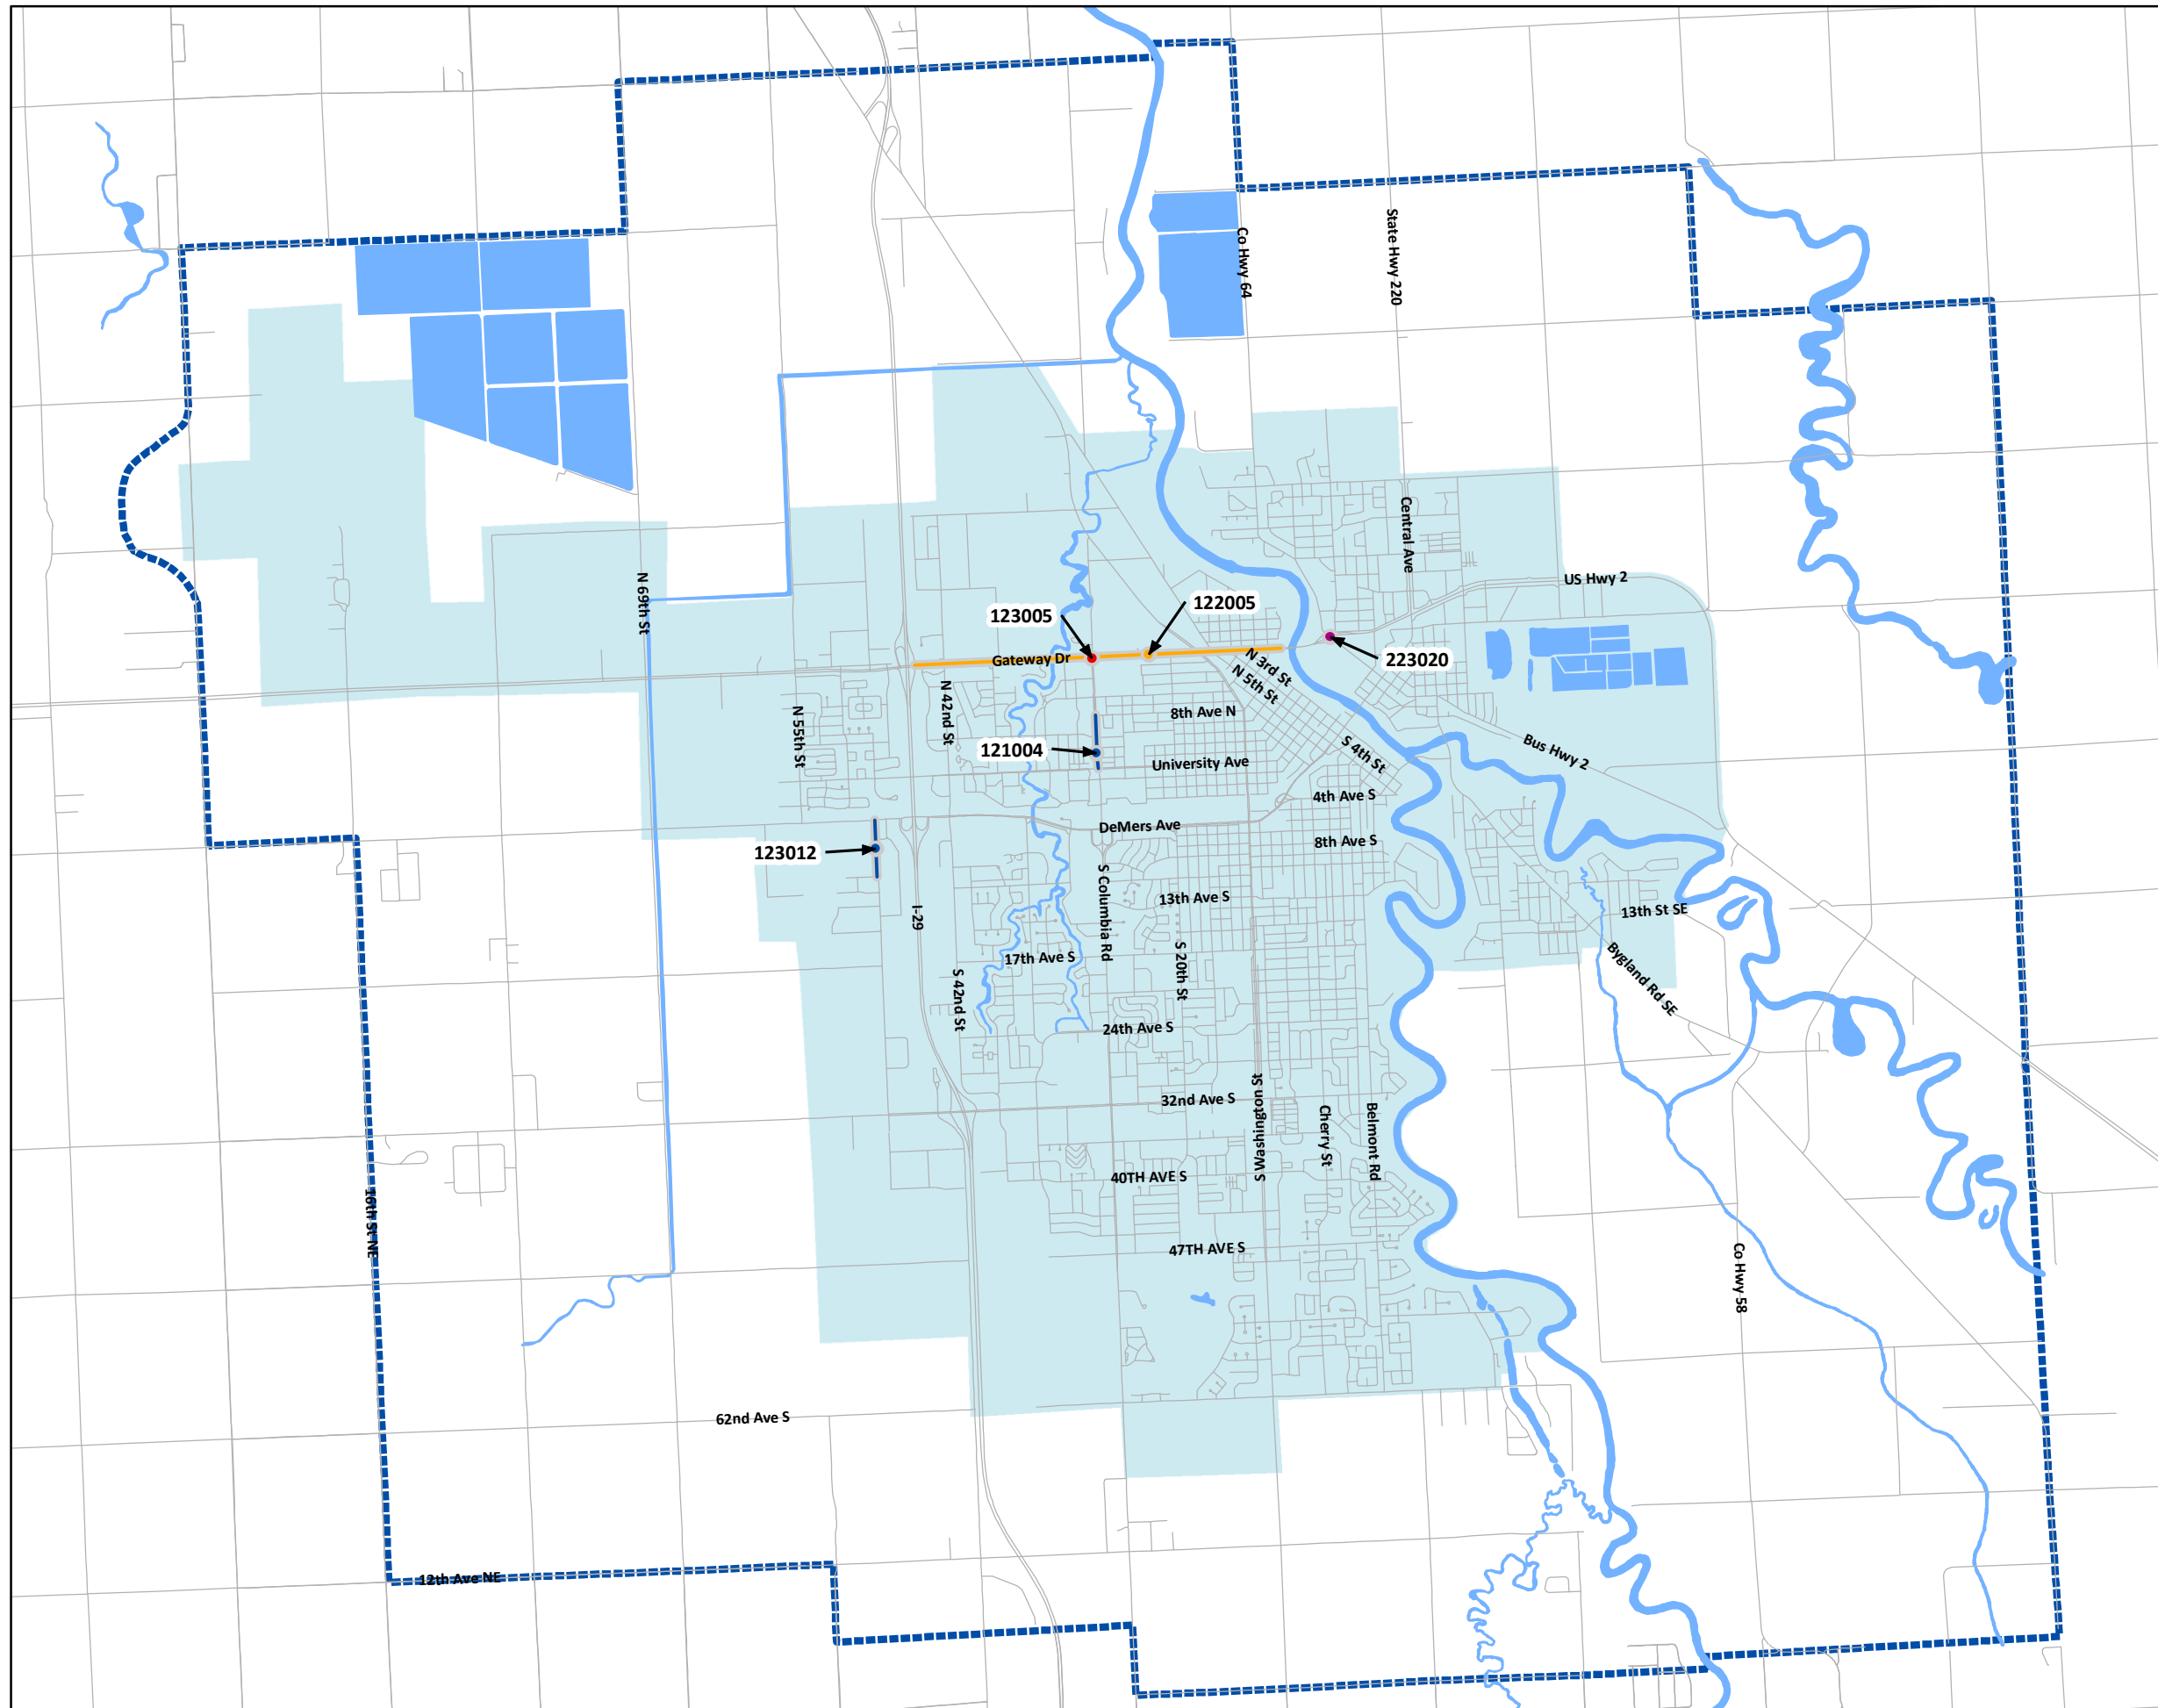 Co Hwy 64
State Hwy 220
Central Ave
US Hwy 2
N 69th St
123005
122005
Gateway Dr
223020
N 3rd St
N 5th St
N 42nd St
N 55th St
8th Ave N
121004
University Ave
S 4th St
Bus Hwy 2
4th Ave S
DeMers Ave
8th Ave S
123012
S Columbia Rd
I-29
13th Ave S
13th St SE
17th Ave S
S 20th St
S 42nd St
Bygland Rd SE
24th Ave S
32nd Ave S
S Washington St
Cherry St
Belmont Rd
40TH AVE S
16th St NE
47TH AVE S
Co Hwy 58
62nd Ave S
12th Ave NE